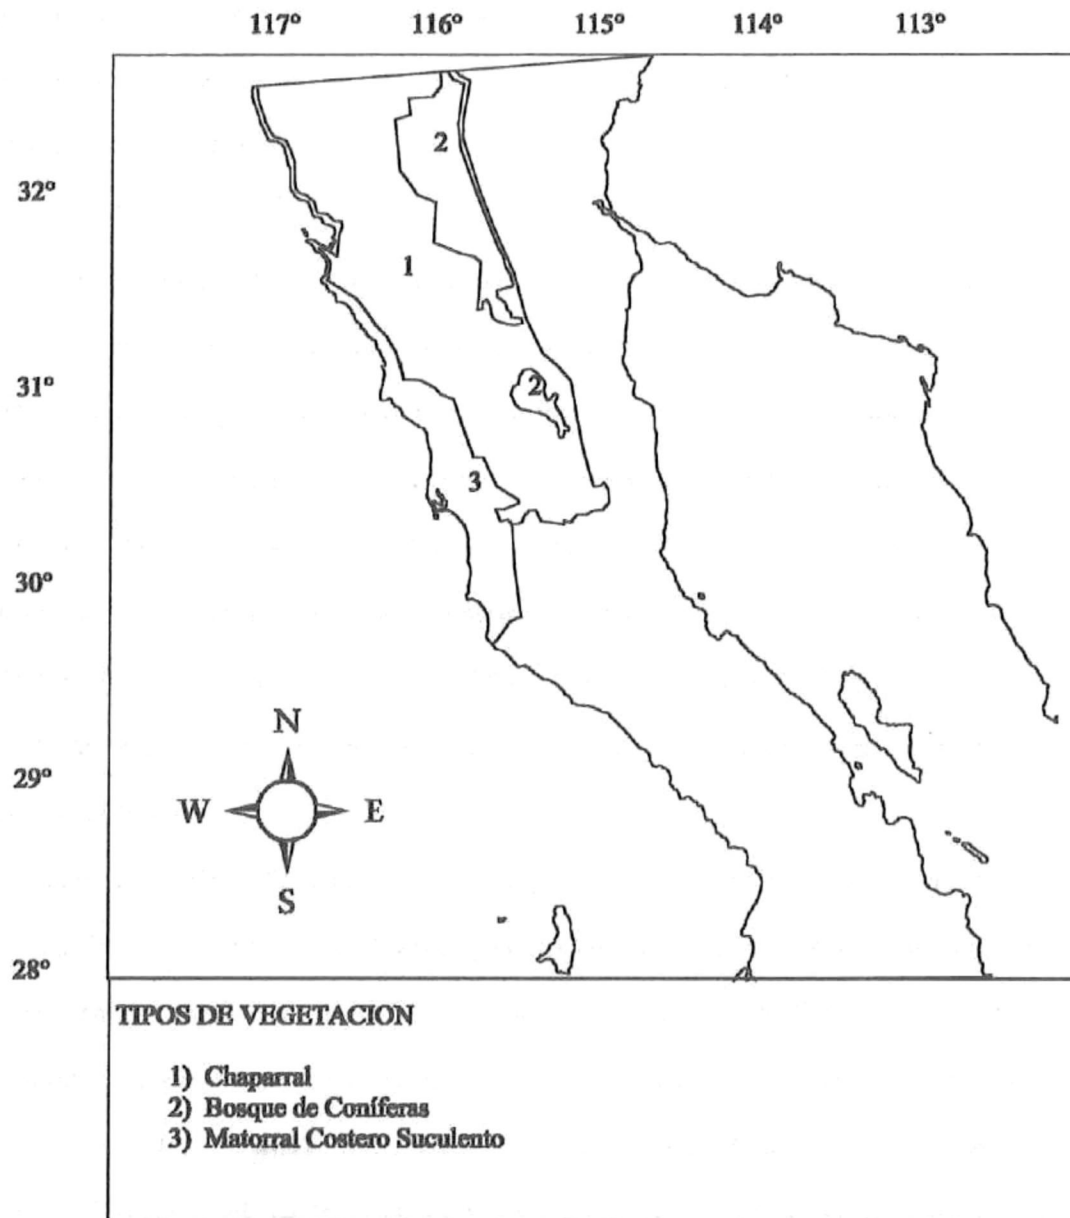 117° 116° 115° 114° 113°
2
32°
1
31°
2
3
30°
N
29°
W E
S
28°
TIPOS DE VEGETACION
1) Chaparral
2) Bosque de Coníferas
3) Matorral Costero Suculento